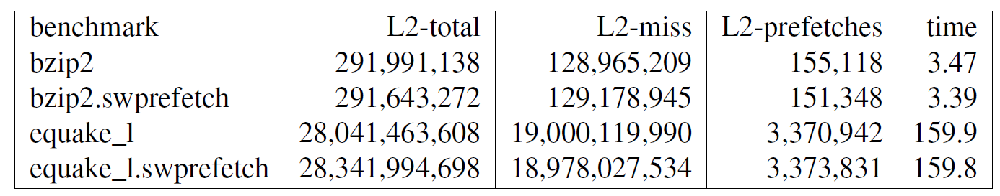 benchmark L2-total L2-miss L2-prefetches time
bzip2 291,991,138 128,965,209 155,118 3.47
bzip2.swprefetch 291,643,272 129,178,945 151,348 3.39
equake_l 28,041,463,608 19,000,119,990 3,370,942 159.9
equake_l.swprefetch 28,341,994,698 18,978,027,534 3,373,831 159.8